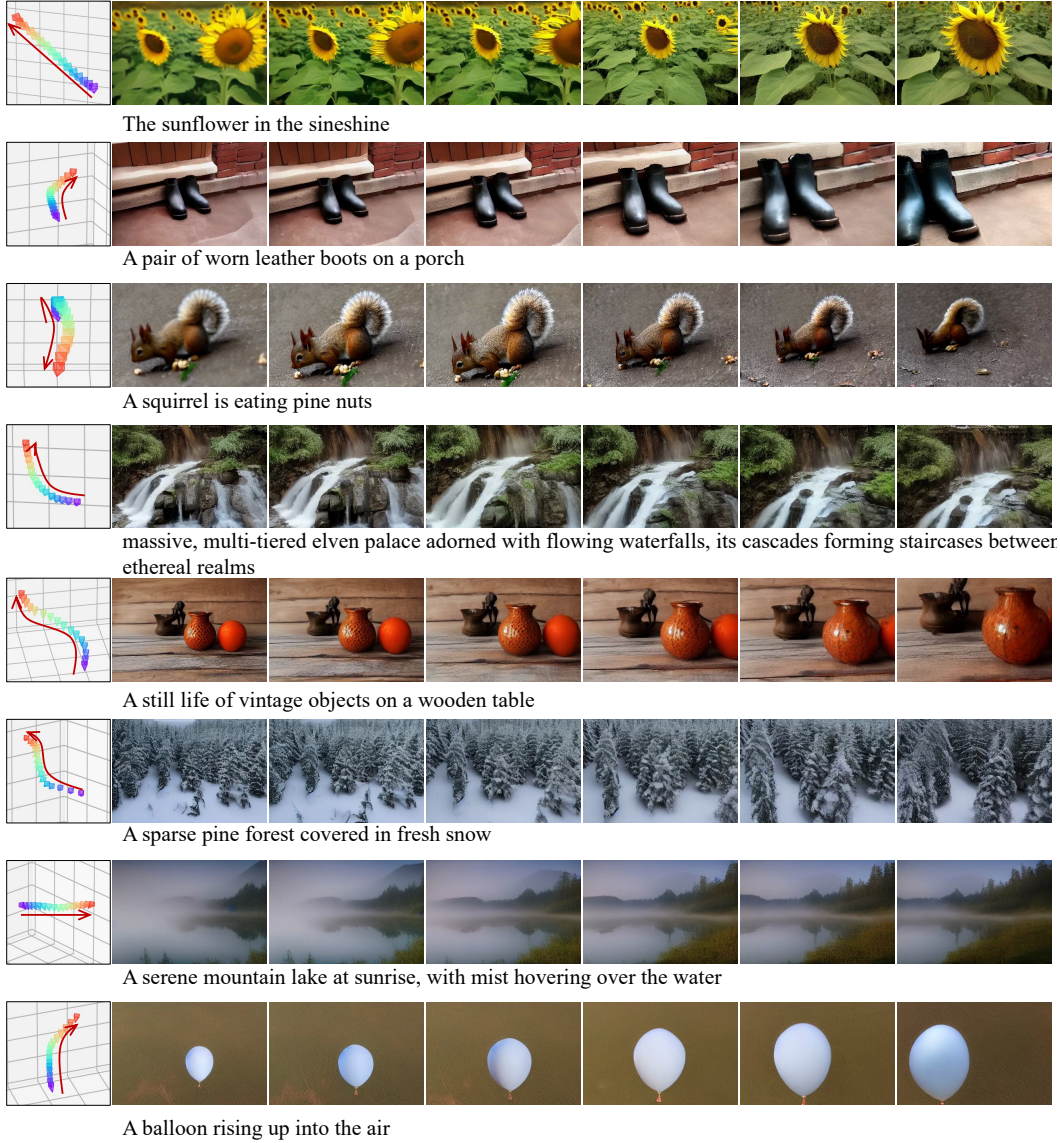 The sunflower in the sineshine
A pair of worn leather boots on a porch
A squirrel is eating pine nuts
massive, multi-tiered elven palace adorned with flowing waterfalls, its cascades forming staircases between
ethereal realms
A still life of vintage objects on a wooden table
A sparse pine forest covered in fresh snow
A serene mountain lake at sunrise, with mist hovering over the water
A balloon rising up into the air